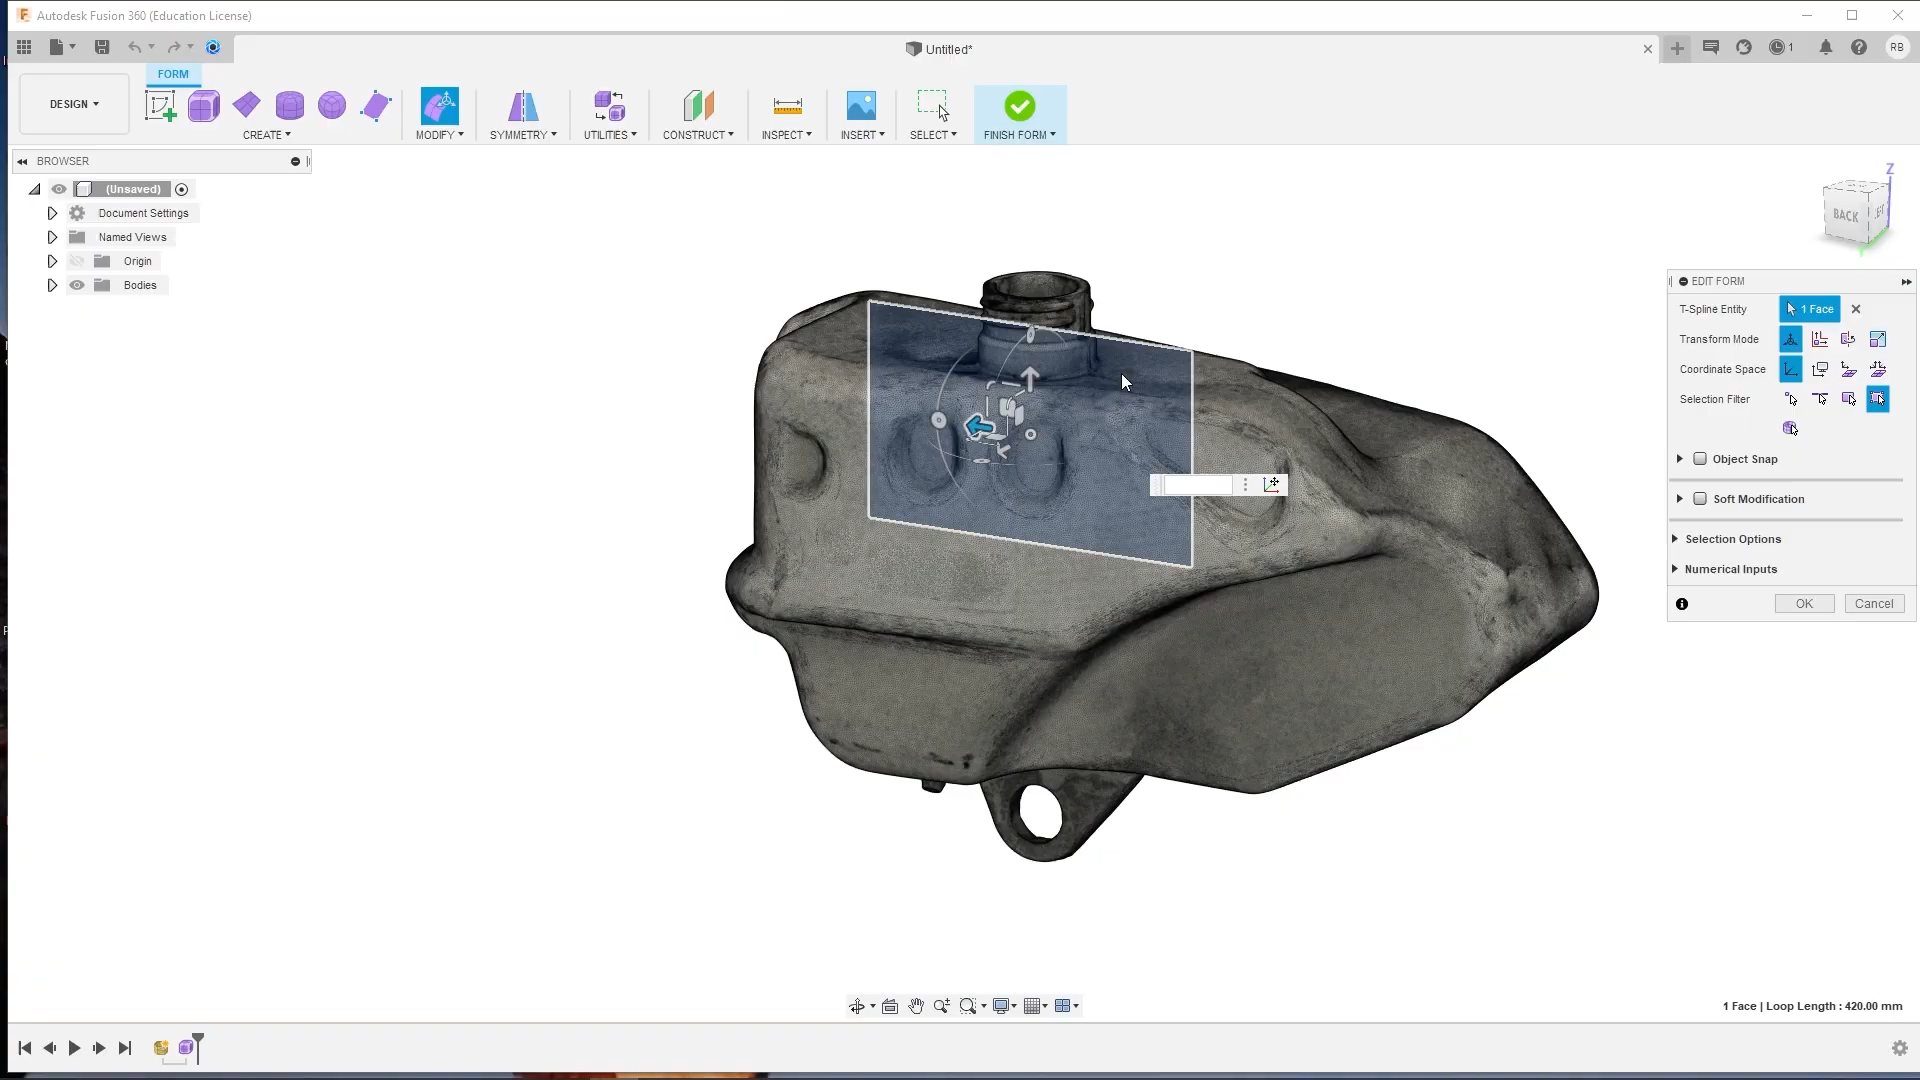 Autodesk Fusion 360 (Education License)
Untitled*
1
RB
FORM
DESIGN
CREATE
MODIFY
SYMMETRY
UTILITIES
CONSTRUCT
INSPECT
INSERT
SELECT
FINISH FORM
BROWSER
(Unsaved)
Document Settings
Named Views
Origin
Bodies
Z
BACK
EDIT FORM
T-Spline Entity
1 Face
Transform Mode
Coordinate Space
Selection Filter
Object Snap
Soft Modification
Selection Options
Numerical Inputs
OK
Cancel
1 Face | Loop Length : 420.00 mm